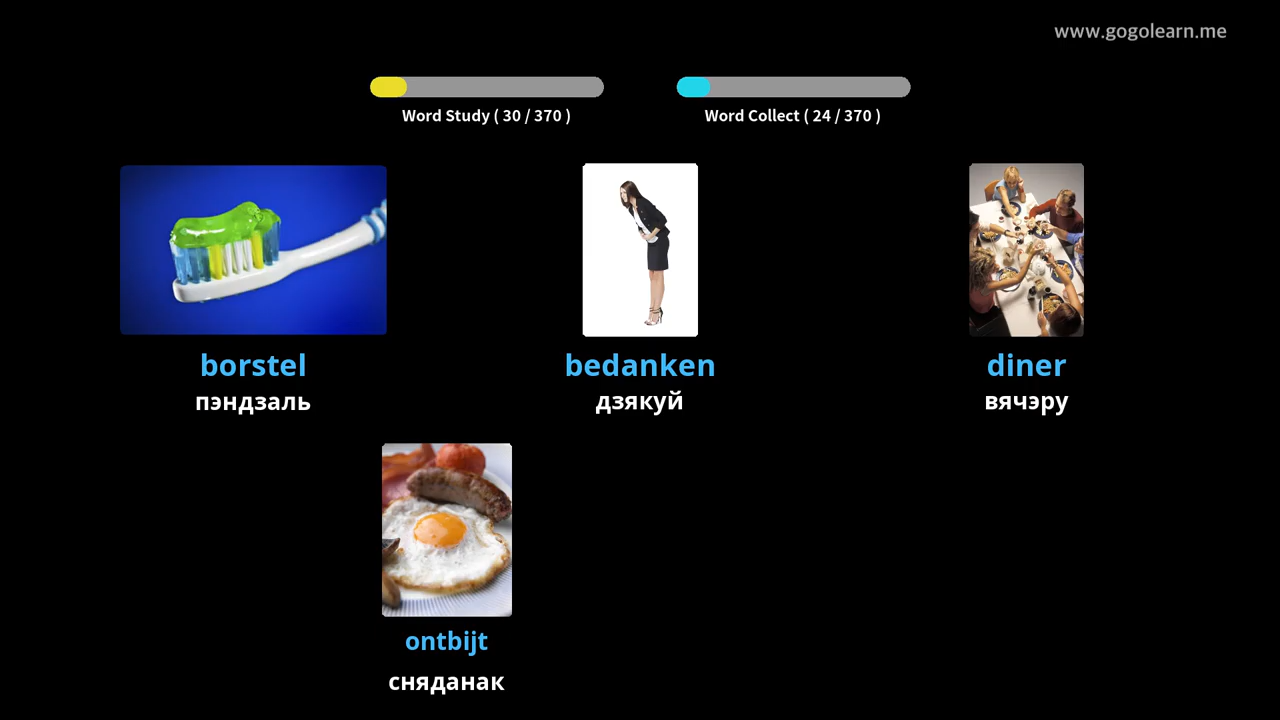 www.gogolearn.me
Word Study ( 30 / 370 )
Word Collect ( 24 / 370 )
borstel
пэндзаль
bedanken
дзякуй
diner
вячэру
ontbijt
сняданак